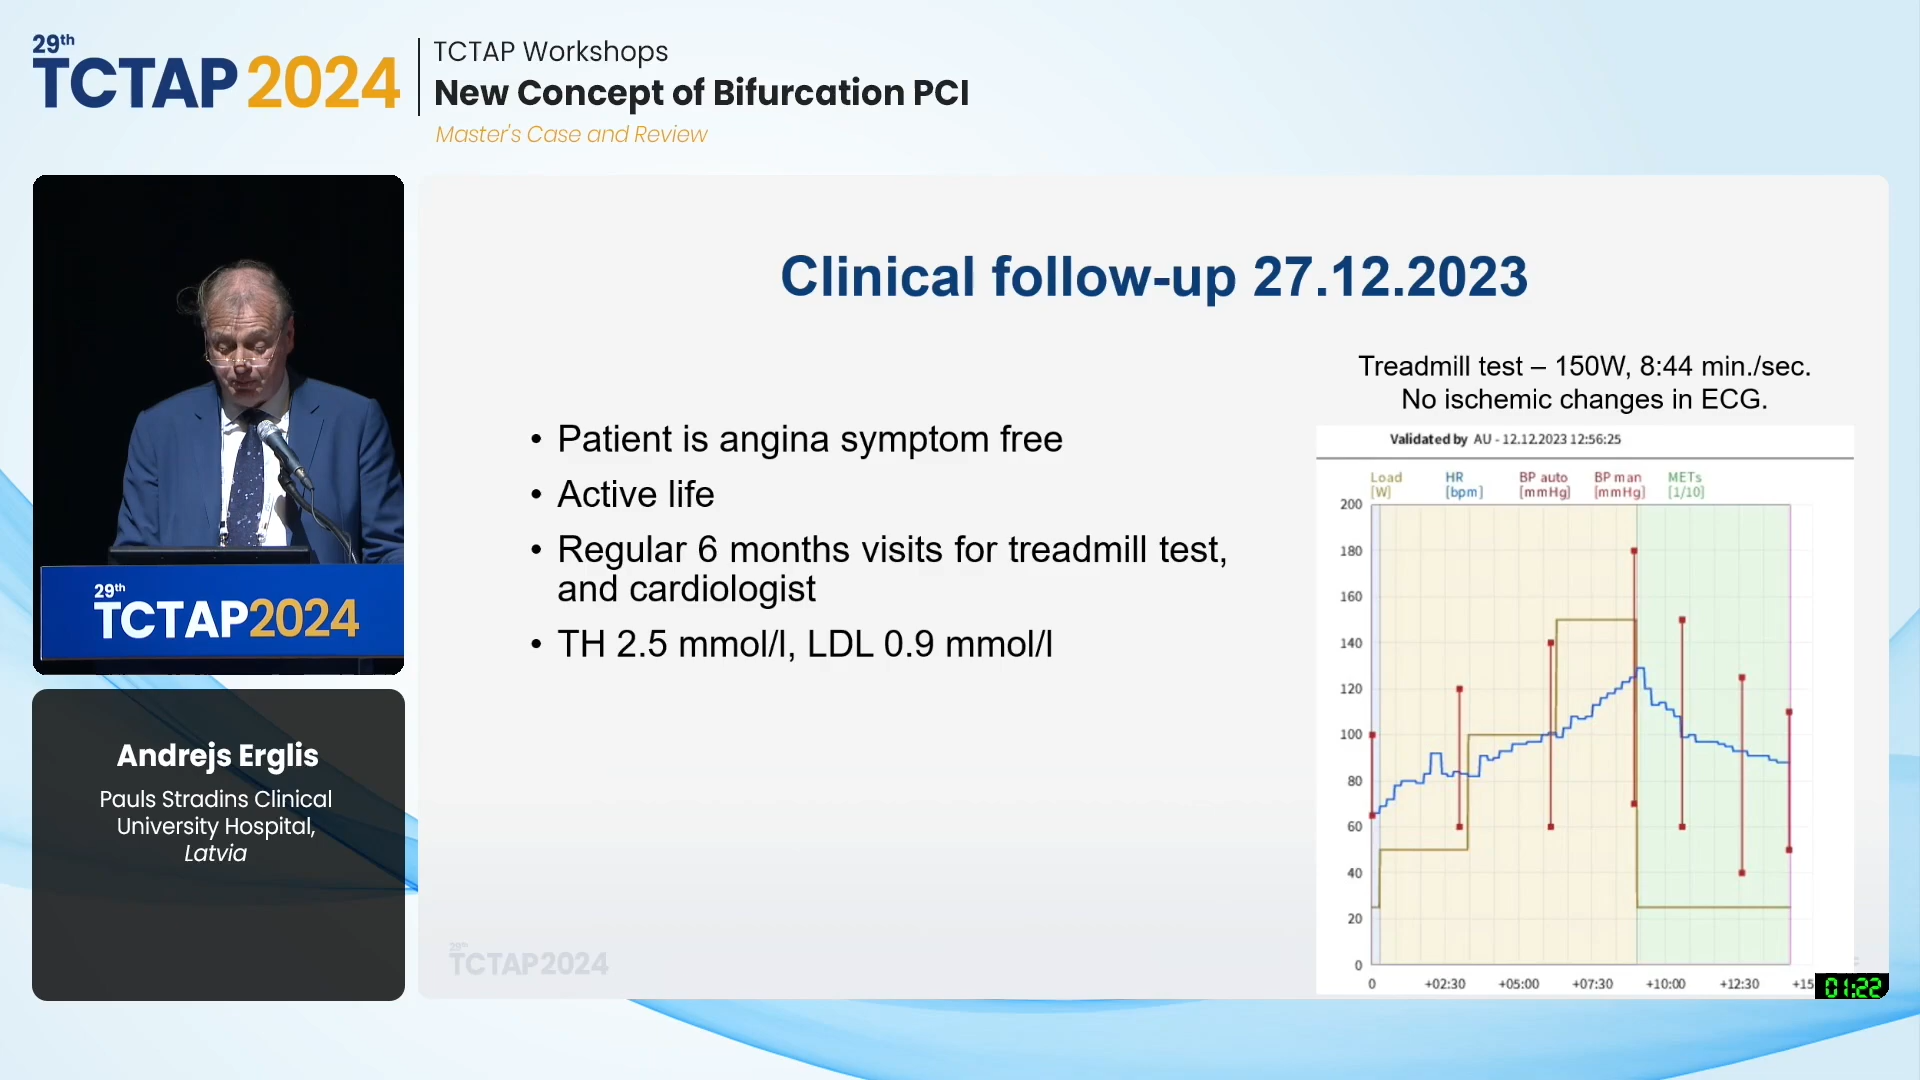 29th
TCTAP 2024
TCTAP Workshops
New Concept of Bifurcation PCI
Master's Case and Review
29th
TCTAP2024
Andrejs Erglis
Pauls Stradins Clinical
University Hospital,
Latvia
Clinical follow-up 27.12.2023
• Patient is angina symptom free
• Active life
• Regular 6 months visits for treadmill test,
and cardiologist
• TH 2.5 mmol/l, LDL 0.9 mmol/l
Treadmill test – 150W, 8:44 min./sec.
No ischemic changes in ECG.
Validated by AU - 12.12.2023 12:56:25
Load HR BP auto BP man METs
[W] [bpm] [mmHg] [mmHg] [1/10]
200
180
160
140
120
100
80
60
40
20
0
0 +02:30 +05:00 +07:30 +10:00 +12:30 +15
01:22
29th
TCTAP2024